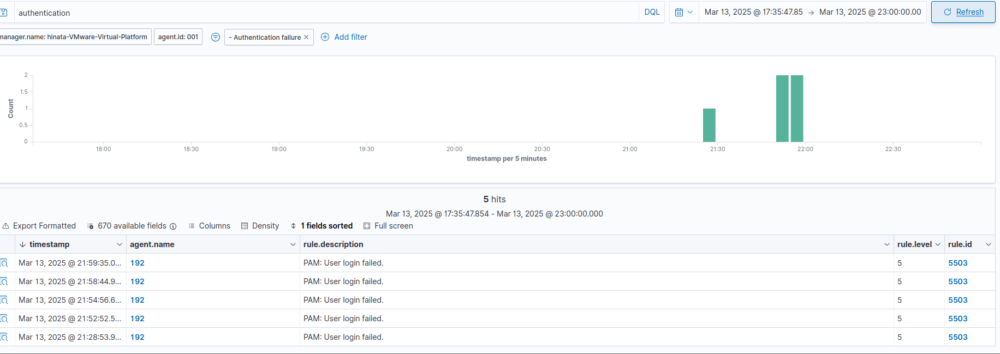 authentication DQL Mar 13, 2025 @ 17:35:47.85 → Mar 13, 2025 @ 23:00:00.00 Refresh
manager.name: hinata-VMware-Virtual-Platform agent.id: 001 - Authentication failure × Add filter
2
1.5
1
0.5
0
Count
18:00 18:30 19:00 19:30 20:00 20:30 21:00 21:30 22:00 22:30
timestamp per 5 minutes
5 hits
Mar 13, 2025 @ 17:35:47.854 - Mar 13, 2025 @ 23:00:00.000
Export Formatted 670 available fields Columns Density 1 fields sorted Full screen
timestamp agent.name rule.description rule.level rule.id
Mar 13, 2025 @ 21:59:35.0... 192 PAM: User login failed. 5 5503
Mar 13, 2025 @ 21:58:44.9... 192 PAM: User login failed. 5 5503
Mar 13, 2025 @ 21:54:56.6... 192 PAM: User login failed. 5 5503
Mar 13, 2025 @ 21:52:52.5... 192 PAM: User login failed. 5 5503
Mar 13, 2025 @ 21:28:53.9... 192 PAM: User login failed. 5 5503